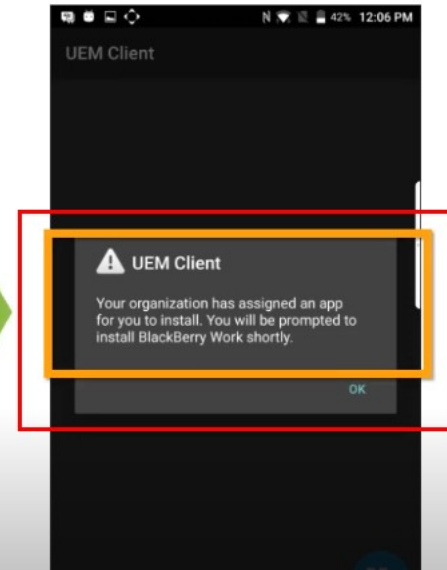 N 42% 12:06 PM
UEM Client
UEM Client
Your organization has assigned an app
for you to install. You will be prompted to
install BlackBerry Work shortly.
OK